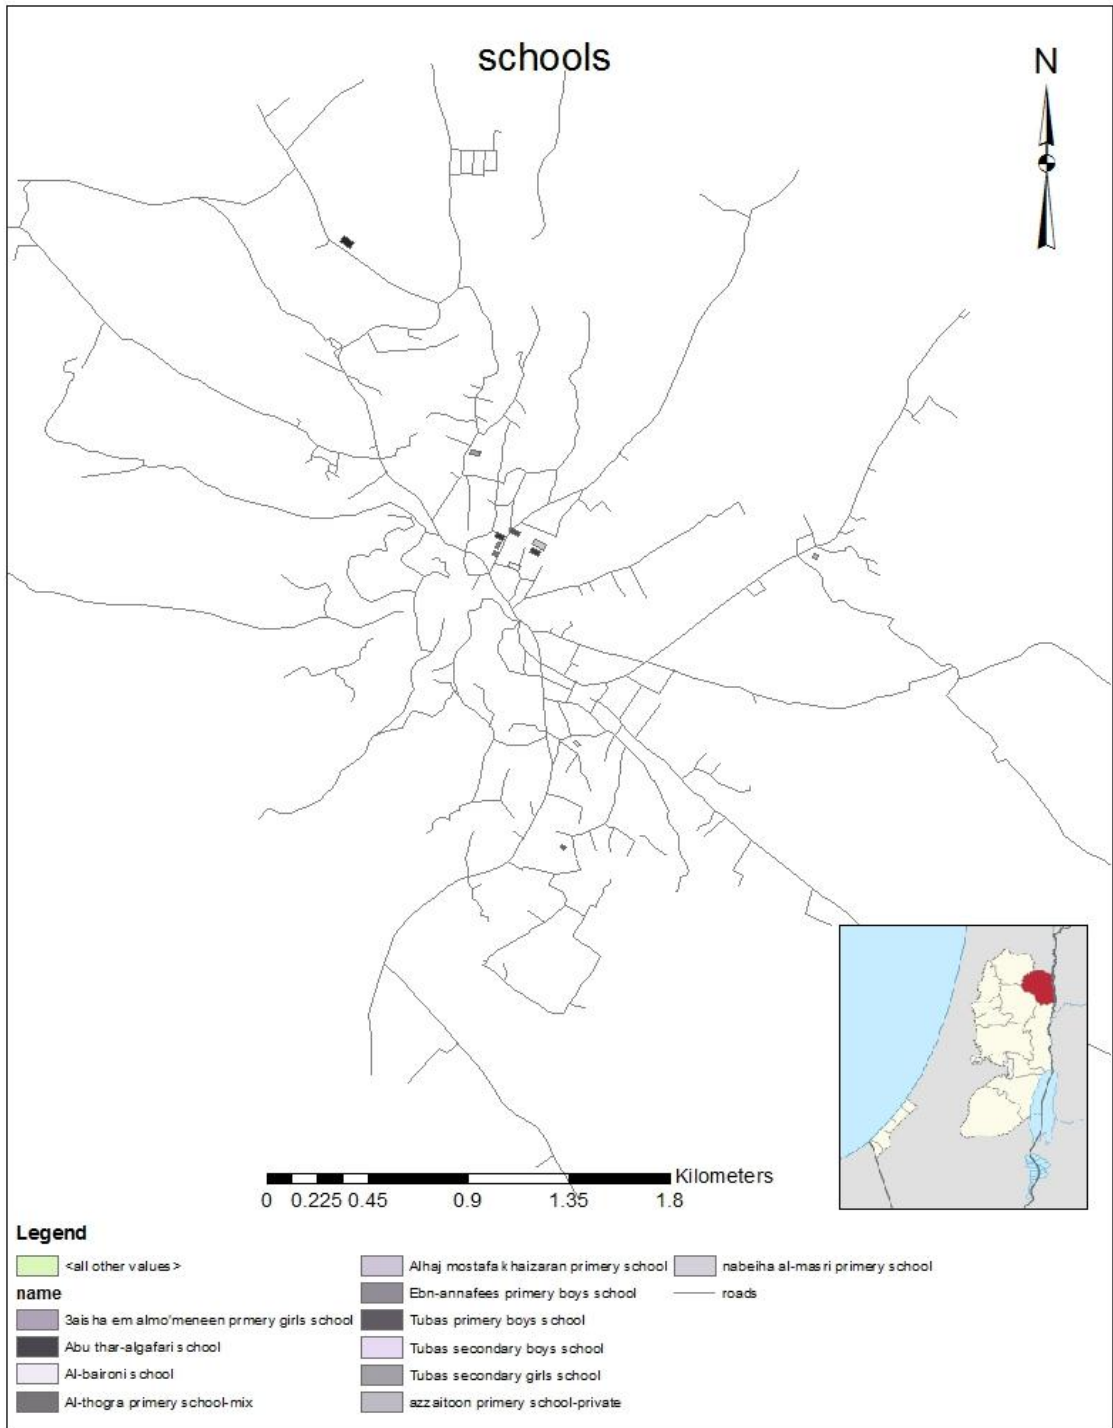 schools
N
Kilometers
0 0.225 0.45 0.9 1.35 1.8
Legend
<all other values>
name
3aisha em almo'meneen prmery girls school
Abu thar-algafari school
Al-baironi school
Al-thogra primery school-mix
Alhaj mostafa khaizaran primery school
Ebn-annafees primery boys school
Tubas primery boys school
Tubas secondary boys school
Tubas secondary girls school
azzaitoon primery school-private
nabeiha al-masri primery school
roads